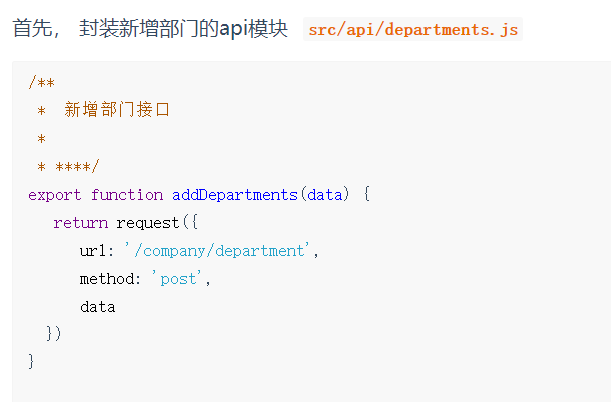 首先， 封装新增部门的api模块 src/api/departments.js
/**
 *  新增部门接口
 *
 * ****/
export function addDepartments(data) {
   return request({
      url: '/company/department',
      method: 'post',
      data
  })
}